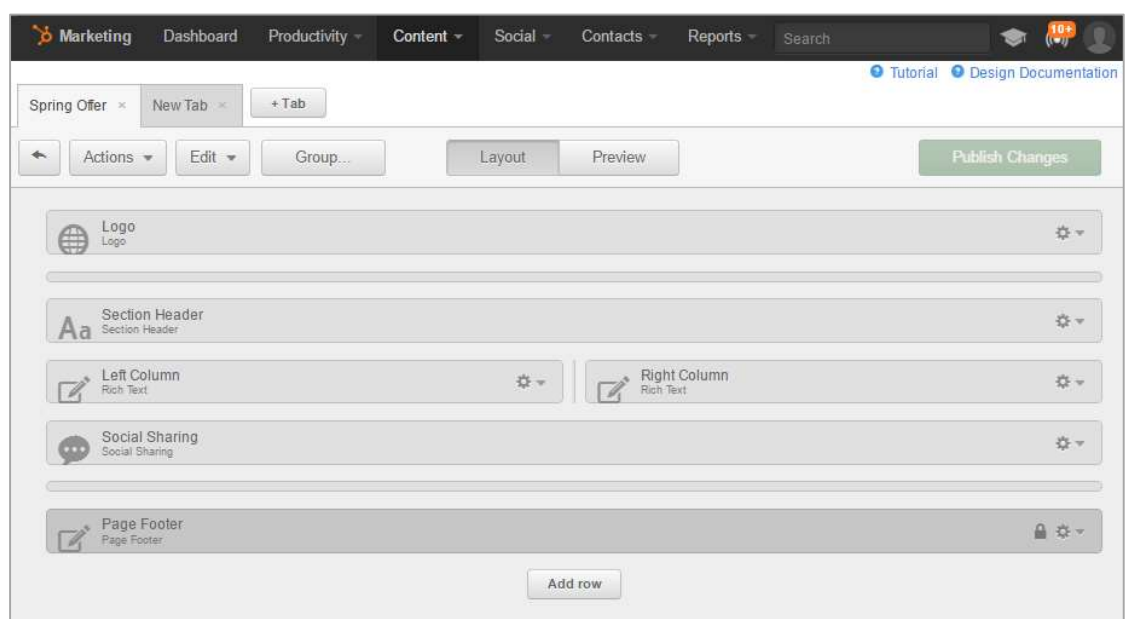 Marketing Dashboard Productivity Content Social Contacts Reports Search 10+
Tutorial Design Documentation
Spring Offer × New Tab × + Tab
Actions Edit Group... Layout Preview Publish Changes
Logo
Logo
Aa
Section Header
Section Header
Left Column
Rich Text
Right Column
Rich Text
Social Sharing
Social Sharing
Page Footer
Page Footer
Add row